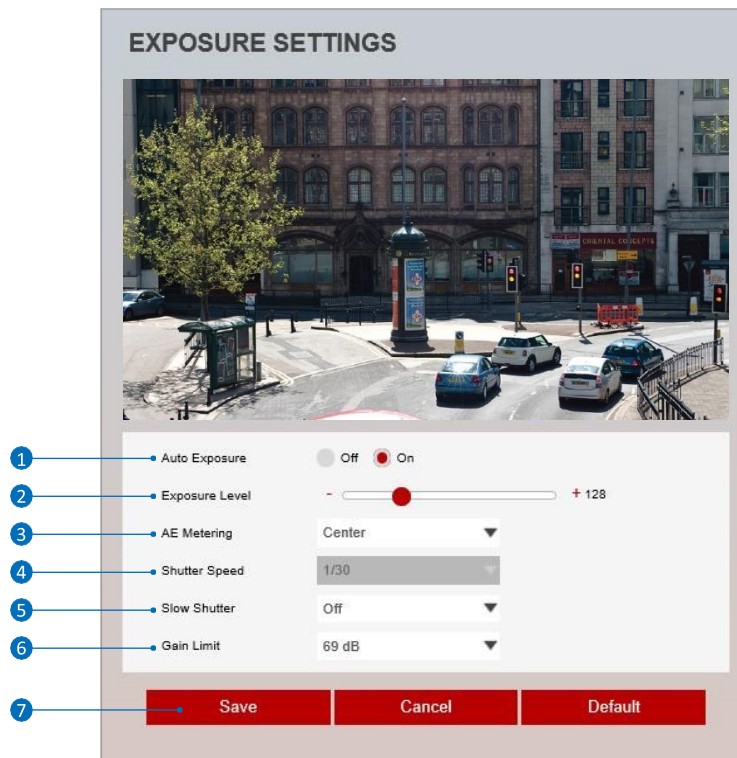 EXPOSURE SETTINGS
ORIENTAL CONCEPTS
1 Auto Exposure Off On
2 Exposure Level - + 128
3 AE Metering Center
4 Shutter Speed 1/30
5 Slow Shutter Off
6 Gain Limit 69 dB
7 Save Cancel Default